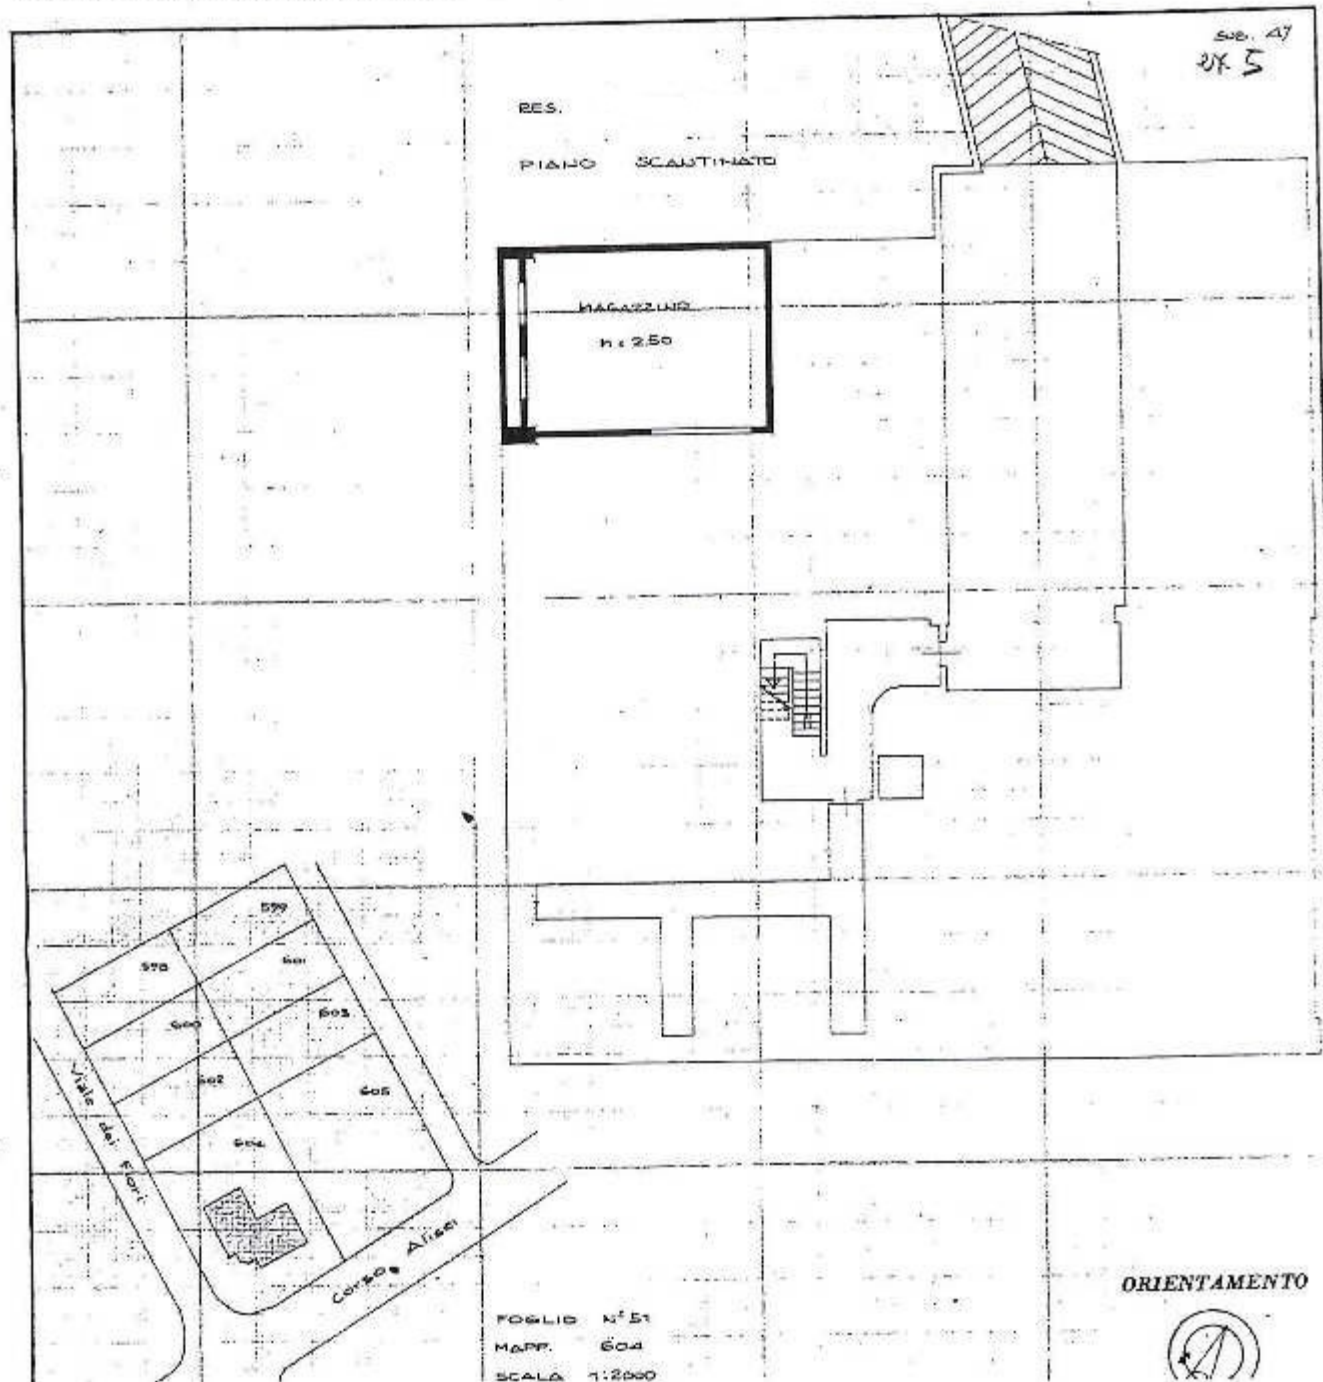 SUB. 47
RES.
PIANO SCANTINATO
MAGAZZINO
h = 2.50
599
598
601
600
603
602
605
604
Viale dei Fiori
Corso Alisei
ORIENTAMENTO
FOGLIO N° 51
MAPP. 604
SCALA 1:2000